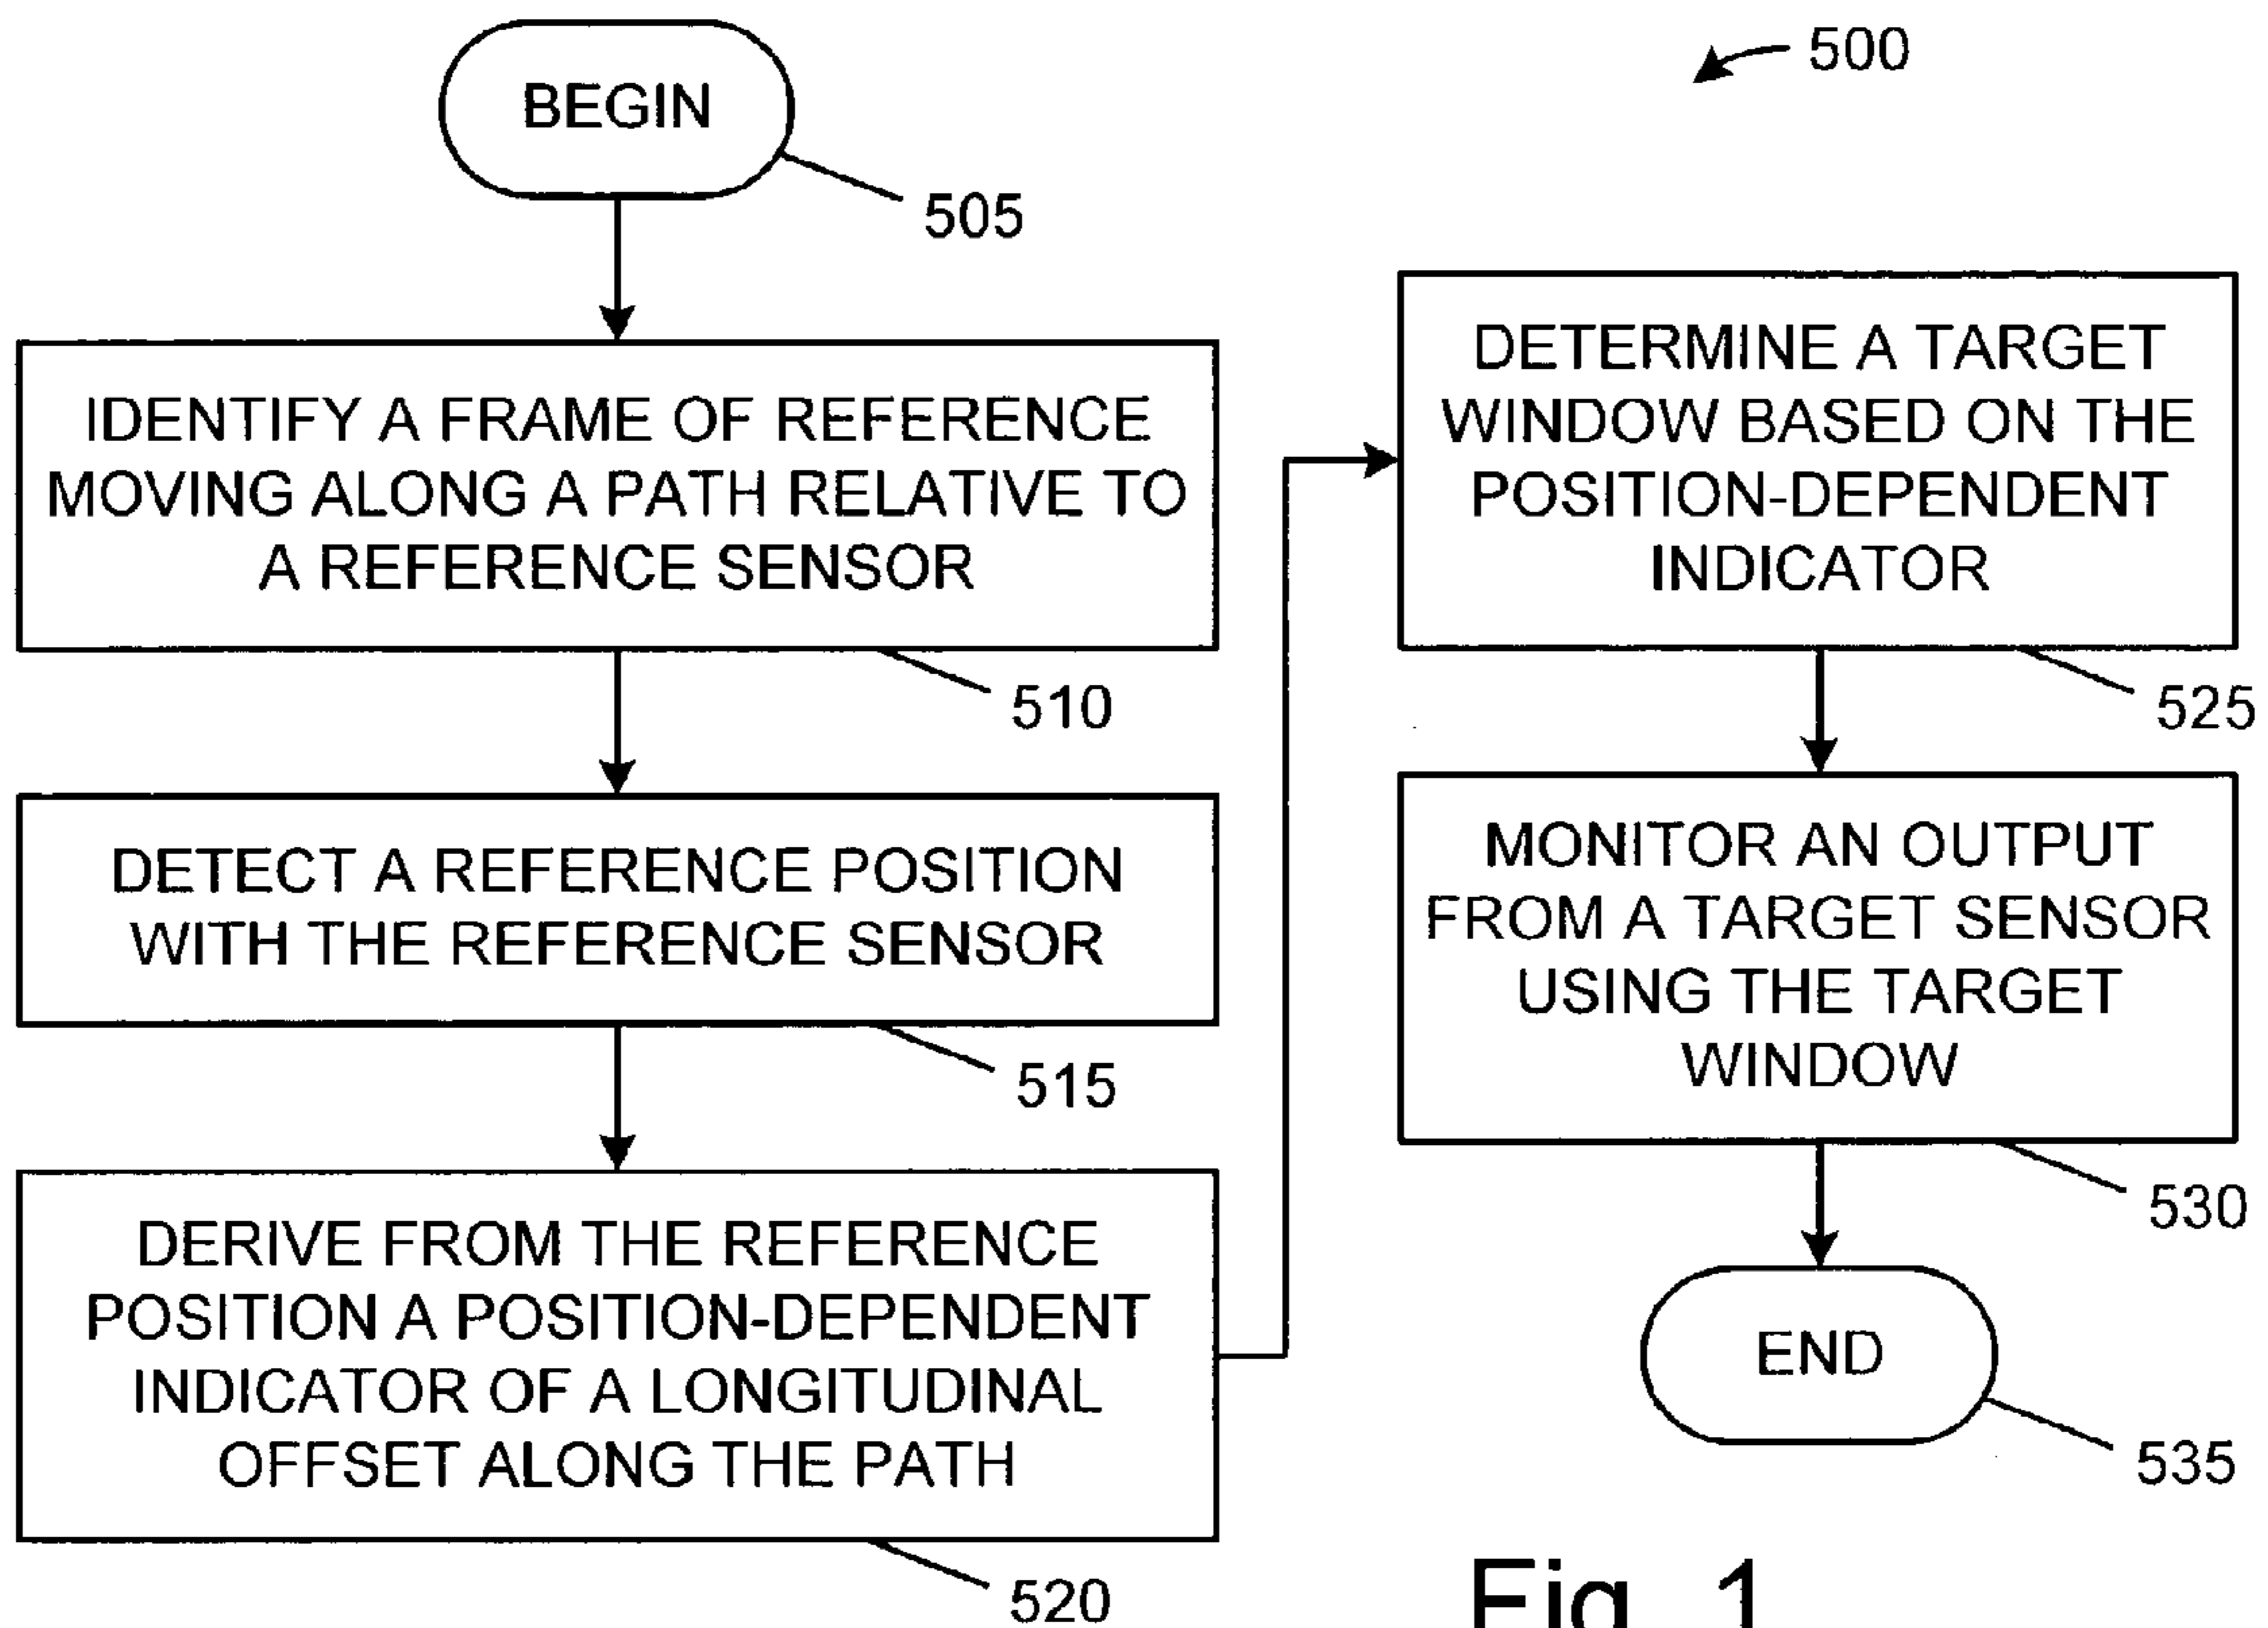 BEGIN
505
IDENTIFY A FRAME OF REFERENCE
MOVING ALONG A PATH RELATIVE TO
A REFERENCE SENSOR
510
DETECT A REFERENCE POSITION
WITH THE REFERENCE SENSOR
515
DERIVE FROM THE REFERENCE
POSITION A POSITION-DEPENDENT
INDICATOR OF A LONGITUDINAL
OFFSET ALONG THE PATH
520
500
DETERMINE A TARGET
WINDOW BASED ON THE
POSITION-DEPENDENT
INDICATOR
525
MONITOR AN OUTPUT
FROM A TARGET SENSOR
USING THE TARGET
WINDOW
530
END
535
Fig. 1